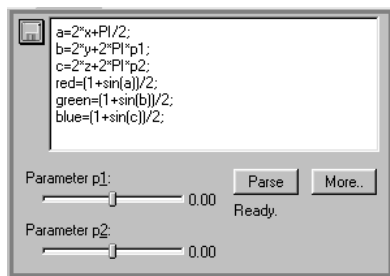 a=2*x+PI/2;
b=2*y+2*PI*p1;
c=2*z+2*PI*p2;
red=(1+sin(a))/2;
green=(1+sin(b))/2;
blue=(1+sin(c))/2;
Parameter p1:
0.00
Parse
More..
Ready.
Parameter p2:
0.00